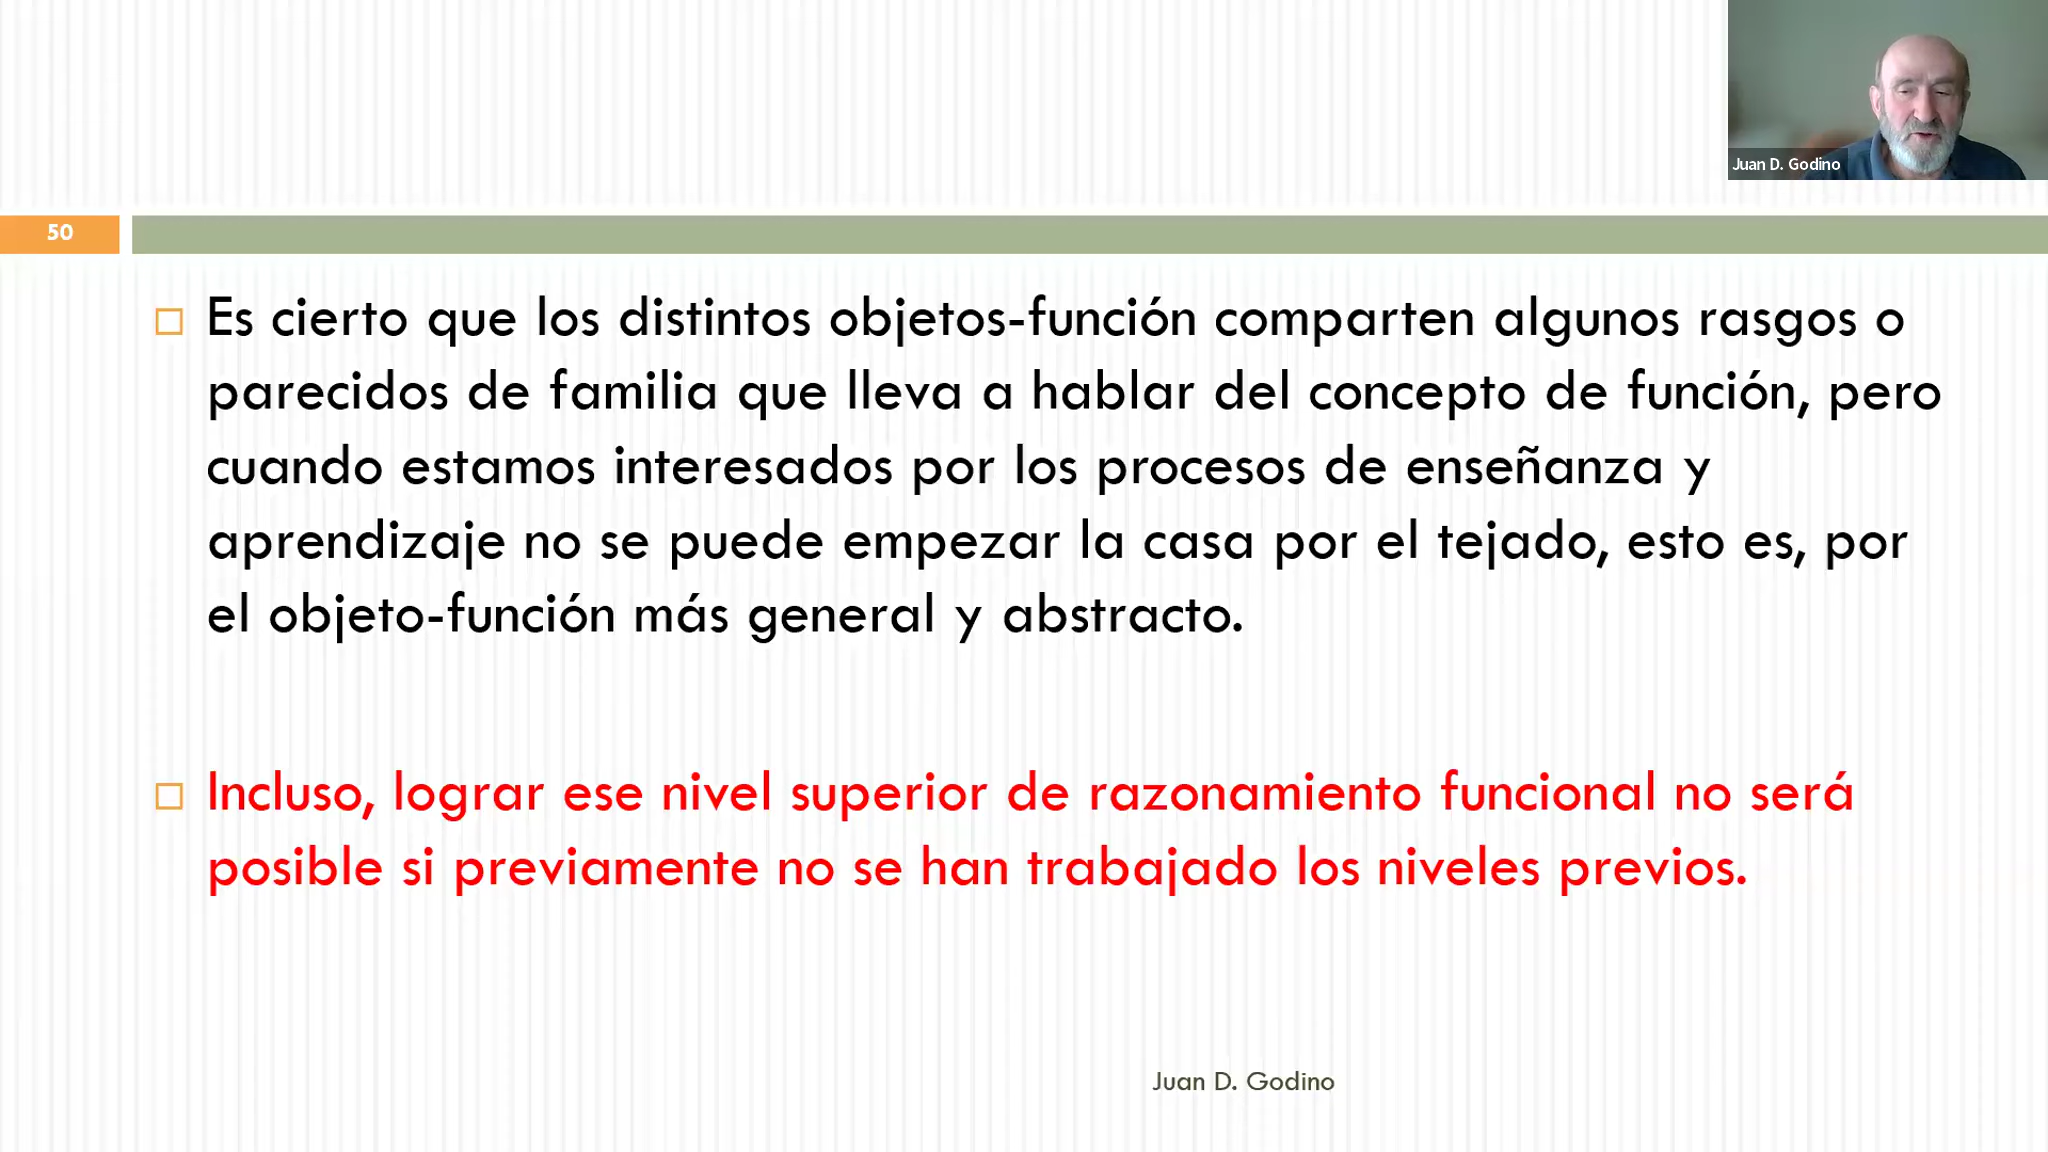 Juan D. Godino
50
Es cierto que los distintos objetos-función comparten algunos rasgos o
parecidos de familia que lleva a hablar del concepto de función, pero
cuando estamos interesados por los procesos de enseñanza y
aprendizaje no se puede empezar la casa por el tejado, esto es, por
el objeto-función más general y abstracto.
Incluso, lograr ese nivel superior de razonamiento funcional no será
posible si previamente no se han trabajado los niveles previos.
Juan D. Godino